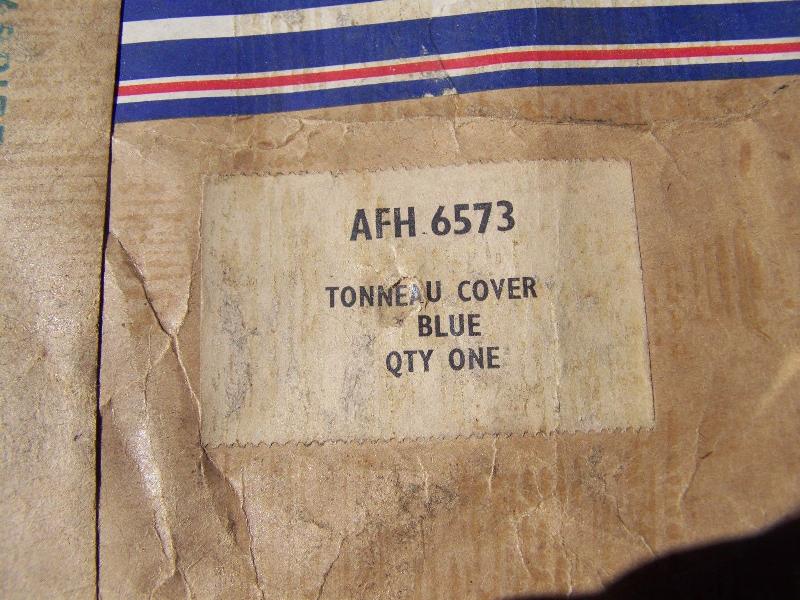 AFH 6573
TONNEAU COVER
BLUE
QTY ONE